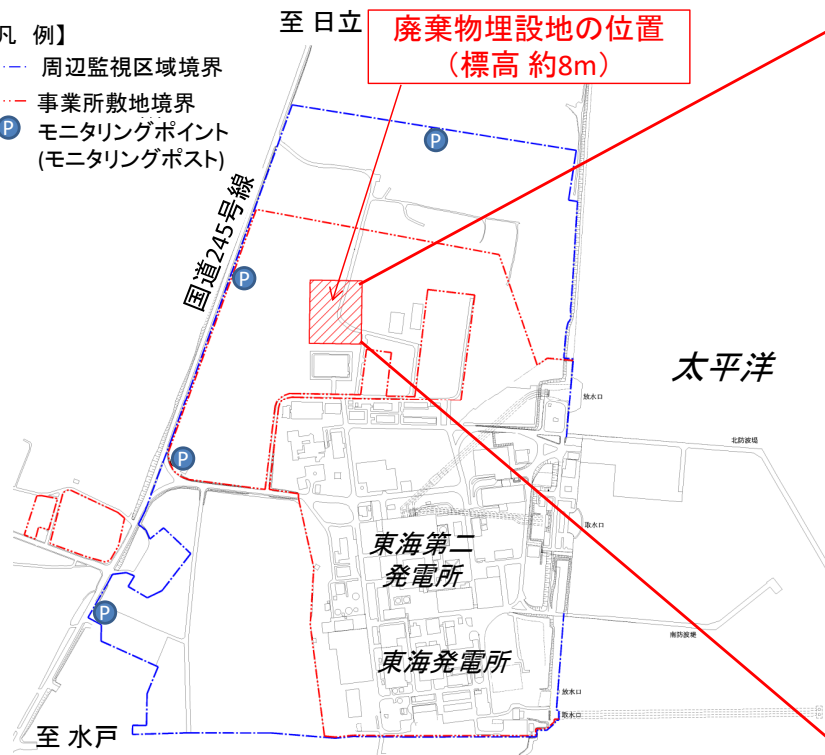 至 日立
廃棄物埋設地の位置
（標高 約8m）
凡 例】
周辺監視区域境界
事業所敷地境界
P モニタリングポイント
(モニタリングポスト)
P
国道245号線
P
太平洋
放水口
北防波堤
P
取水口
東海第二
発電所
P
南防波堤
東海発電所
放水口
取水口
至 水戸